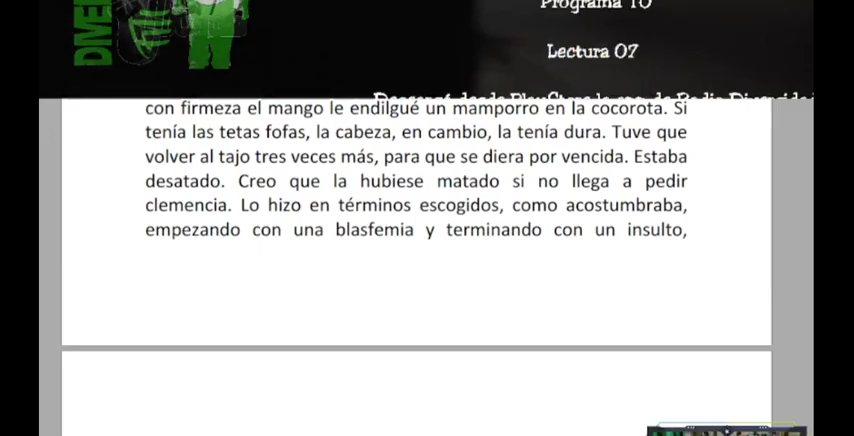 DIVE
Programa 10
Lectura 07
con firmeza el mango le endilgué un mamporro en la cocorota. Si
tenía las tetas fofas, la cabeza, en cambio, la tenía dura. Tuve que
volver al tajo tres veces más, para que se diera por vencida. Estaba
desatado. Creo que la hubiese matado si no llega a pedir
clemencia. Lo hizo en términos escogidos, como acostumbraba,
empezando con una blasfemia y terminando con un insulto,